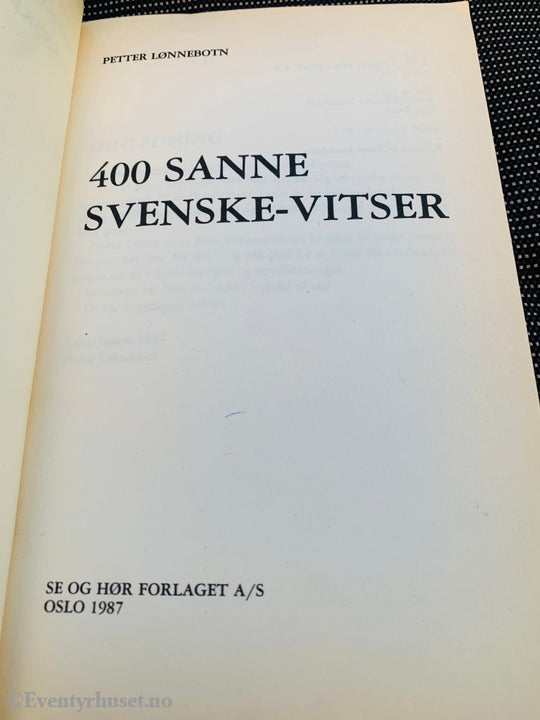 PETTER LØNNEBOTN
400 SANNE
SVENSKE-VITSER
SE OG HØR FORLAGET A/S
OSLO 1987
©Eventyrhuset.no